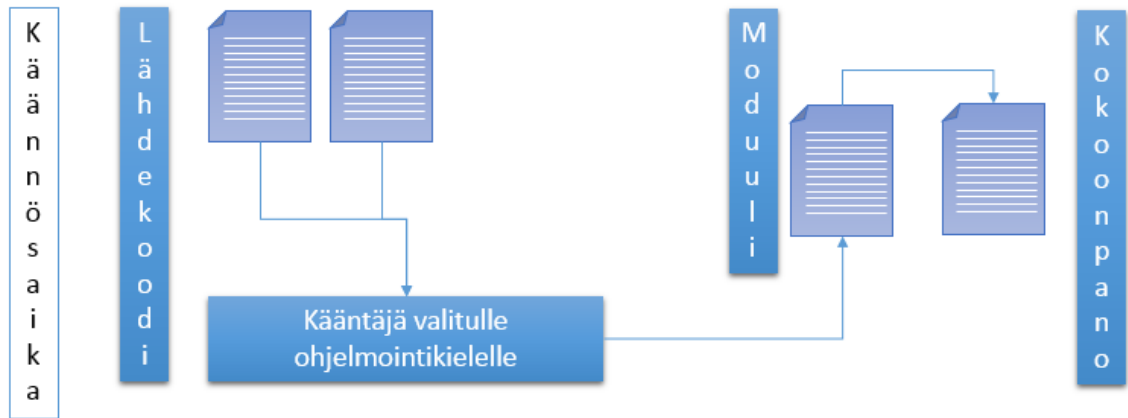 Käännösaika
Lähdekoodi
Kääntäjä valitulle
ohjelmointikielelle
Moduuli
Kokoonpano